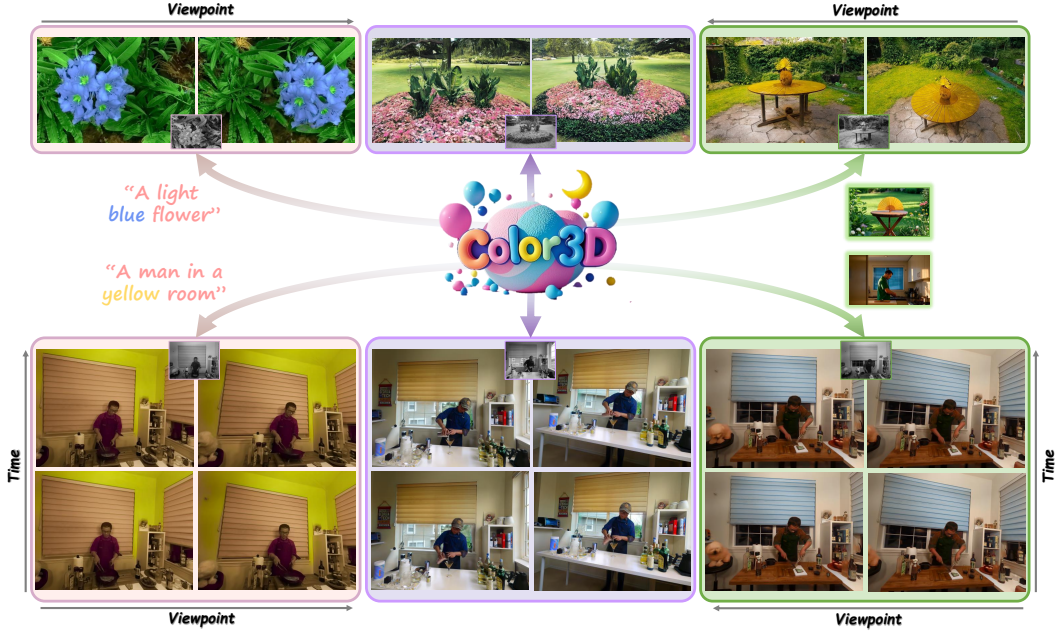 Viewpoint
Viewpoint
“A light
blue flower”
Color3D
“A man in a
yellow room”
Time
Time
Viewpoint
Viewpoint